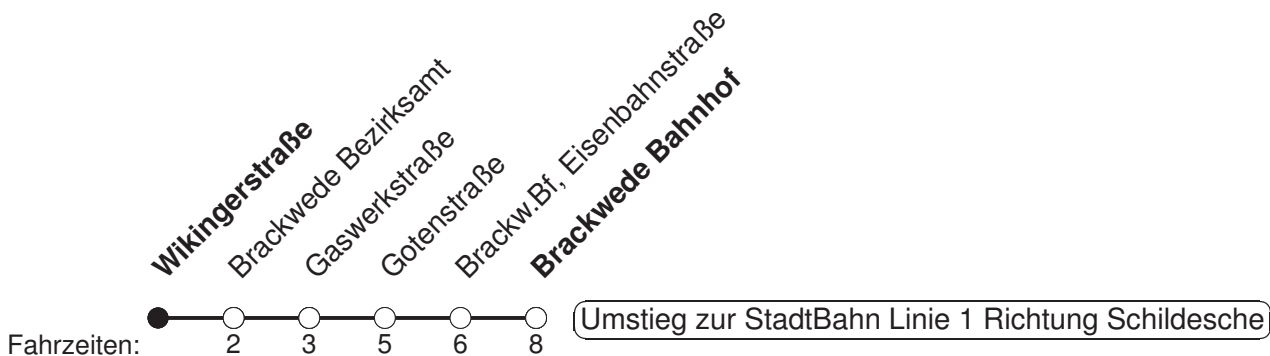 Wikingerstraße
Brackwede Bezirksamt
Gaswerkstraße
Gotenstraße
Brackw.Bf, Eisenbahnstraße
Brackwede Bahnhof
Umstieg zur StadtBahn Linie 1 Richtung Schildesche
Fahrzeiten: 2 3 5 6 8